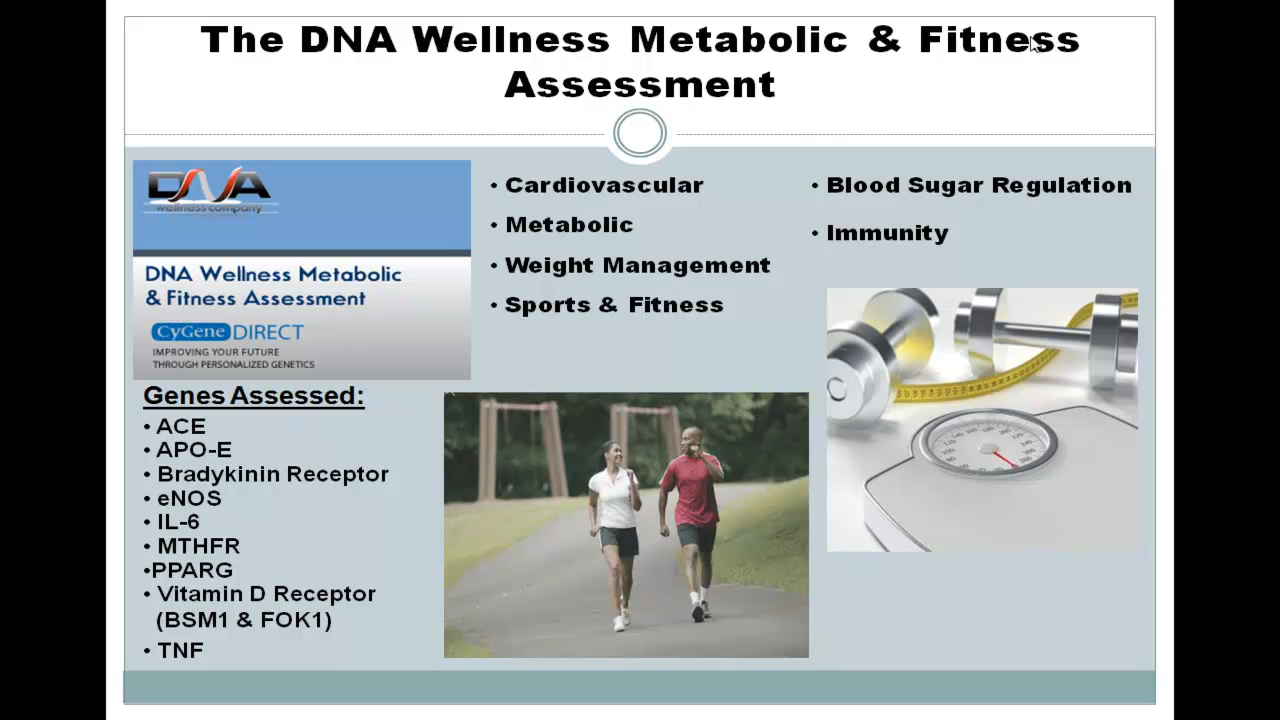 The DNA Wellness Metabolic & Fitness
Assessment
DNA
wellness company
DNA Wellness Metabolic
& Fitness Assessment
CyGene DIRECT
IMPROVING YOUR FUTURE
THROUGH PERSONALIZED GENETICS
Genes Assessed:
• ACE
• APO-E
• Bradykinin Receptor
• eNOS
• IL-6
• MTHFR
•PPARG
• Vitamin D Receptor
(BSM1 & FOK1)
• TNF
• Cardiovascular
• Metabolic
• Weight Management
• Sports & Fitness
• Blood Sugar Regulation
• Immunity